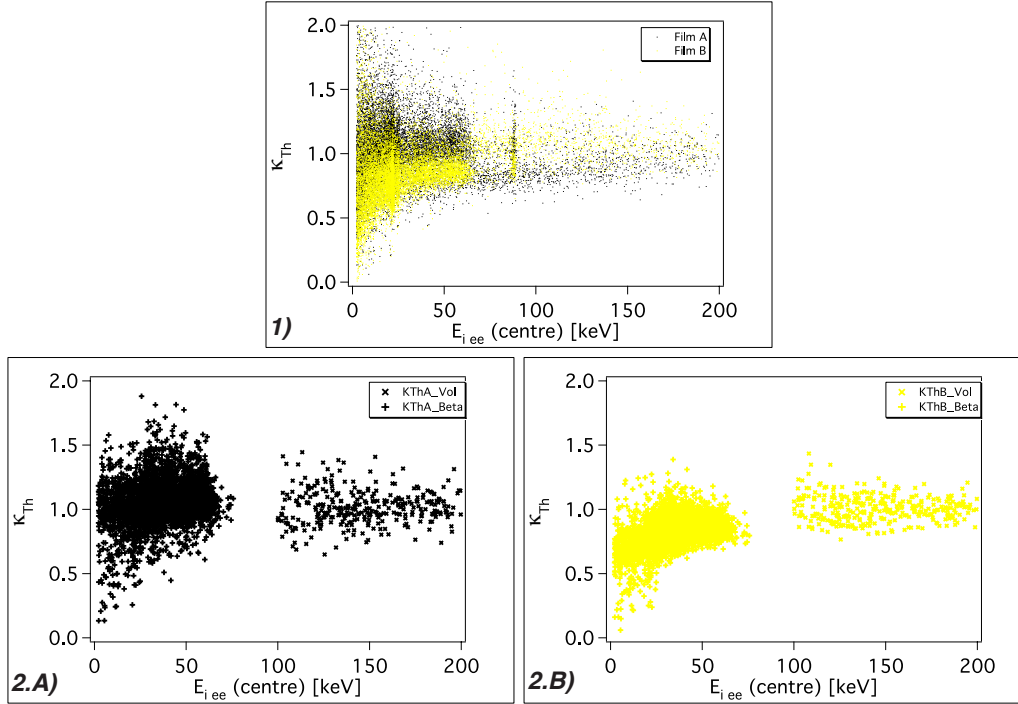 2.0
1.5
1.0
0.5
0.0
κTh
Film A
Film B
0
50
100
150
200
Ei ee (centre) [keV]
1)
2.0
1.5
1.0
0.5
0.0
κTh
KThA_Vol
KThA_Beta
0
50
100
150
200
Ei ee (centre) [keV]
2.A)
2.0
1.5
1.0
0.5
0.0
κTh
KThB_Vol
KThB_Beta
0
50
100
150
200
Ei ee (centre) [keV]
2.B)